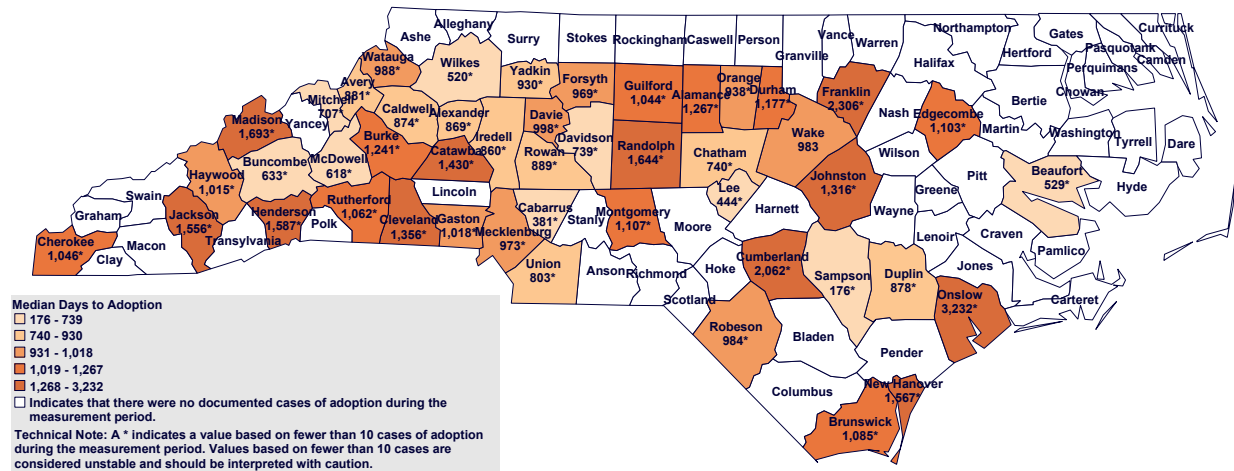 Alleghany
Northampton
Gates
Currituck
Ashe
Surry
Stokes
Rockingham
Caswell
Person
Vance
Warren
Hertford
Pasquotank
Camden
Granville
Halifax
Perquimans
Chowan
Watauga
988*
Wilkes
520*
Yadkin
930*
Forsyth
969*
Guilford
1,044*
Alamance
1,267*
Orange
938*
Durham
1,177*
Franklin
2,306*
Nash
Edgecombe
1,103*
Bertie
Martin
Washington
Tyrrell
Dare
Avery
881*
Mitchell
707*
Madison
1,693*
Yancey
Caldwell
874*
Alexander
869*
Iredell
860*
Davie
998*
Davidson
739*
Randolph
1,644*
Chatham
740*
Wake
983
Wilson
Pitt
Beaufort
529*
Hyde
Burke
1,241*
Catawba
1,430*
Rowan
889*
Buncombe
633*
McDowell
618*
Haywood
1,015*
Swain
Lincoln
Lee
444*
Johnston
1,316*
Greene
Graham
Jackson
1,556*
Henderson
1,587*
Rutherford
1,062*
Cleveland
1,356*
Gaston
1,018*
Mecklenburg
973*
Cabarrus
381*
Stanly
Montgomery
1,107*
Moore
Harnett
Wayne
Lenoir
Craven
Pamlico
Cherokee
1,046*
Macon
Clay
Transylvania
Polk
Union
803*
Anson
Richmond
Hoke
Scotland
Cumberland
2,062*
Sampson
176*
Duplin
878*
Jones
Carteret
Onslow
3,232*
Robeson
984*
Bladen
Pender
Columbus
New Hanover
1,567*
Brunswick
1,085*
Median Days to Adoption
176 - 739
740 - 930
931 - 1,018
1,019 - 1,267
1,268 - 3,232
Indicates that there were no documented cases of adoption during the
measurement period.
Technical Note: A * indicates a value based on fewer than 10 cases of adoption
during the measurement period. Values based on fewer than 10 cases are
considered unstable and should be interpreted with caution.